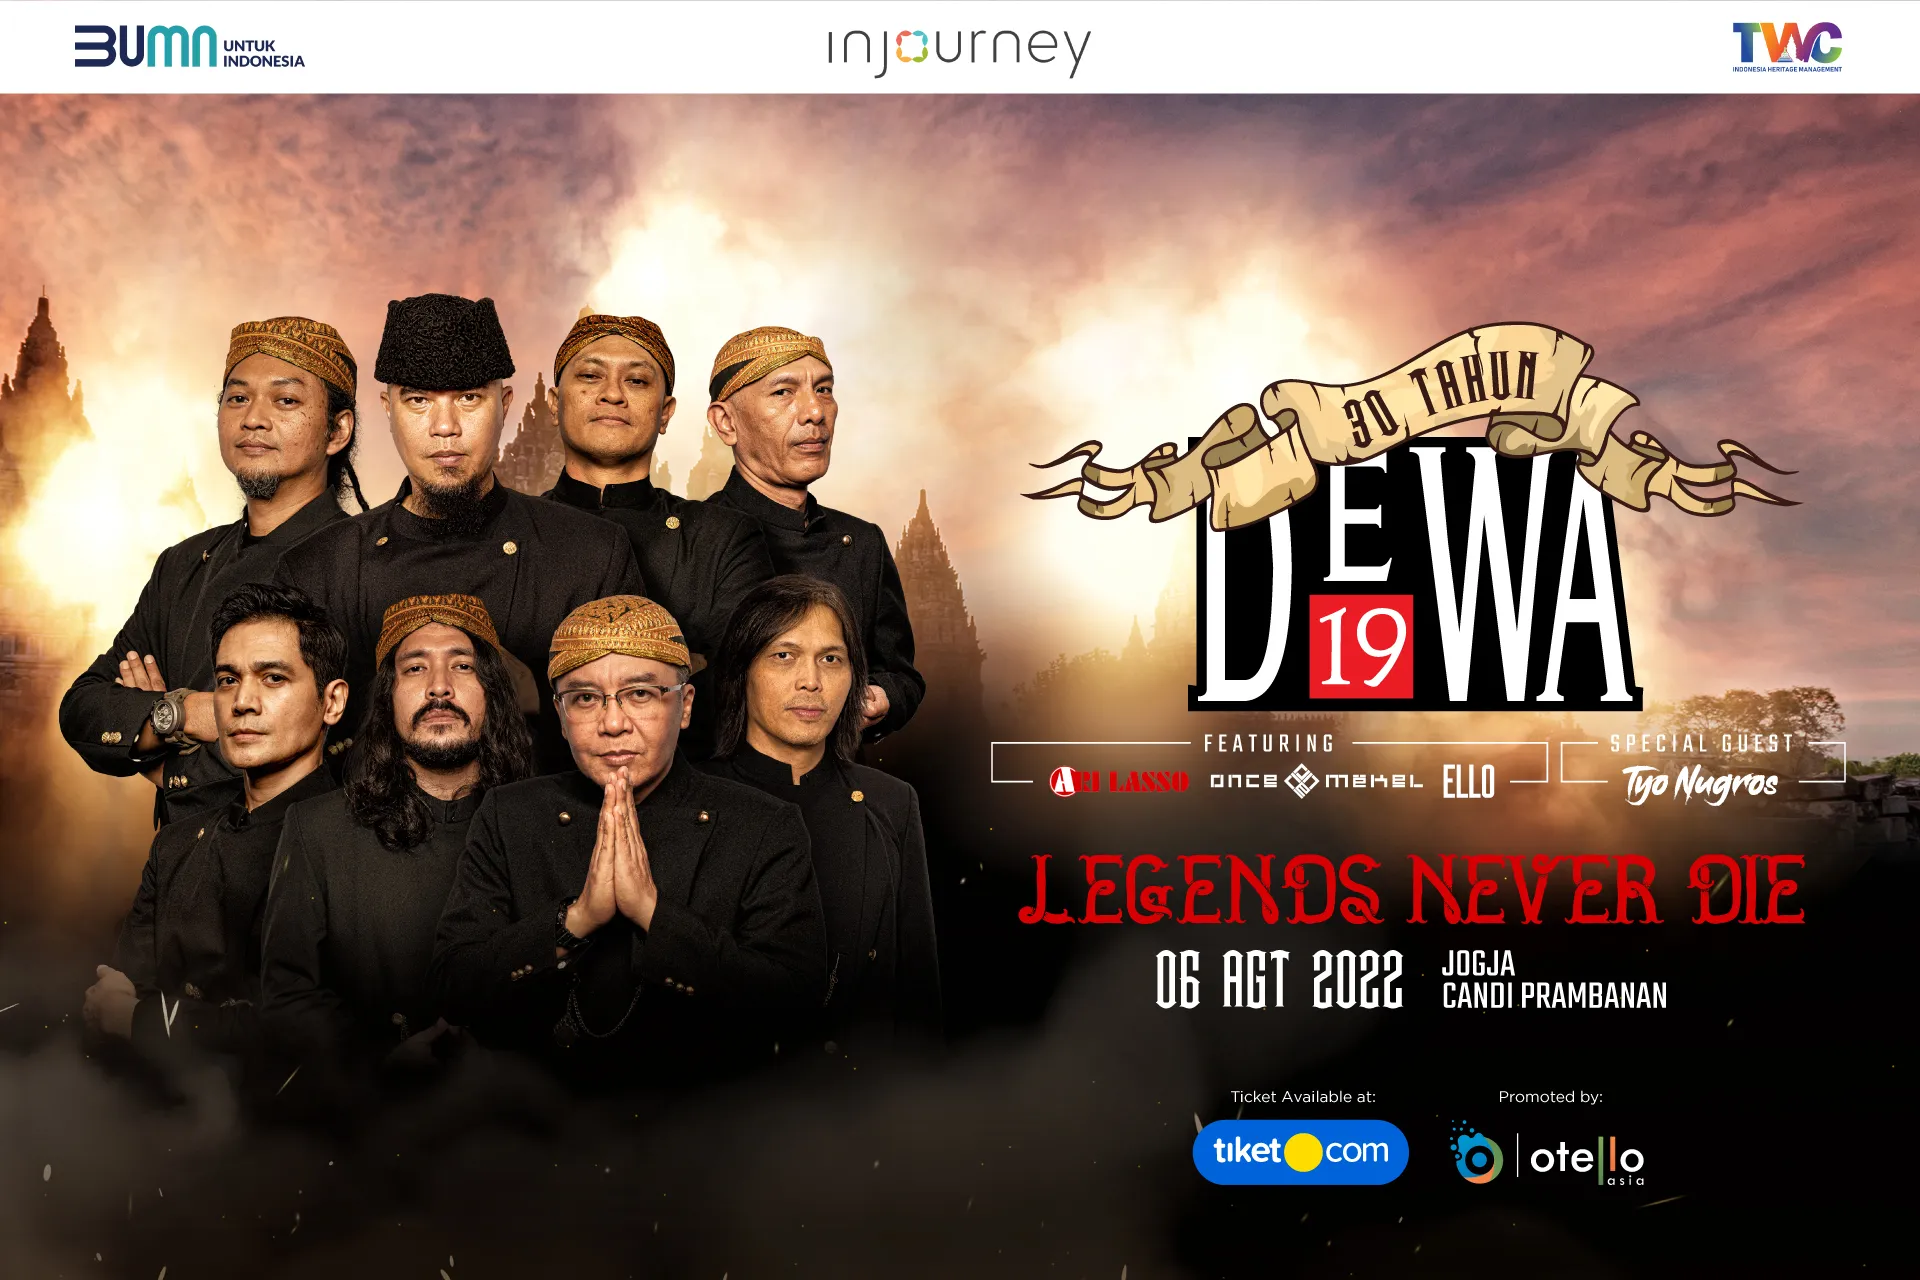 BUMN UNTUK
INDONESIA
injourney
TWC
INDONESIA HERITAGE MANAGEMENT
30 TAHUN
DEWA
19
FEATURING
ARI LASSO ONCE MEKEL ELLO
SPECIAL GUEST
Tyo Nugros
LEGENDS NEVER DIE
06 AGT 2022
JOGJA
CANDI PRAMBANAN
Ticket Available at:
tiket.com
Promoted by:
otello
asia